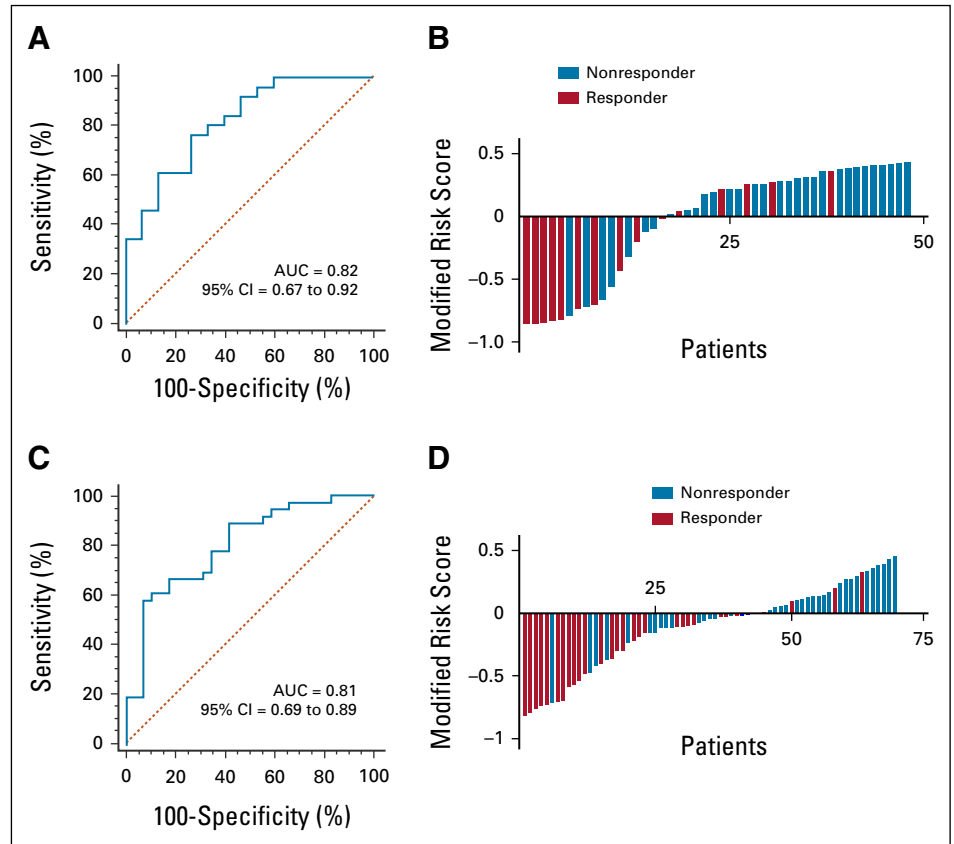 A
Sensitivity (%)
100
80
60
40
20
0
AUC = 0.82
95% CI = 0.67 to 0.92
0 20 40 60 80 100
100-Specificity (%)
B
Nonresponder
Responder
Modified Risk Score
0.5
0
−0.5
−1.0
25
50
Patients
C
Sensitivity (%)
100
80
60
40
20
0
AUC = 0.81
95% CI = 0.69 to 0.89
0 20 40 60 80 100
100-Specificity (%)
D
Nonresponder
Responder
Modified Risk Score
0.5
0
−0.5
−1
25
50
75
Patients